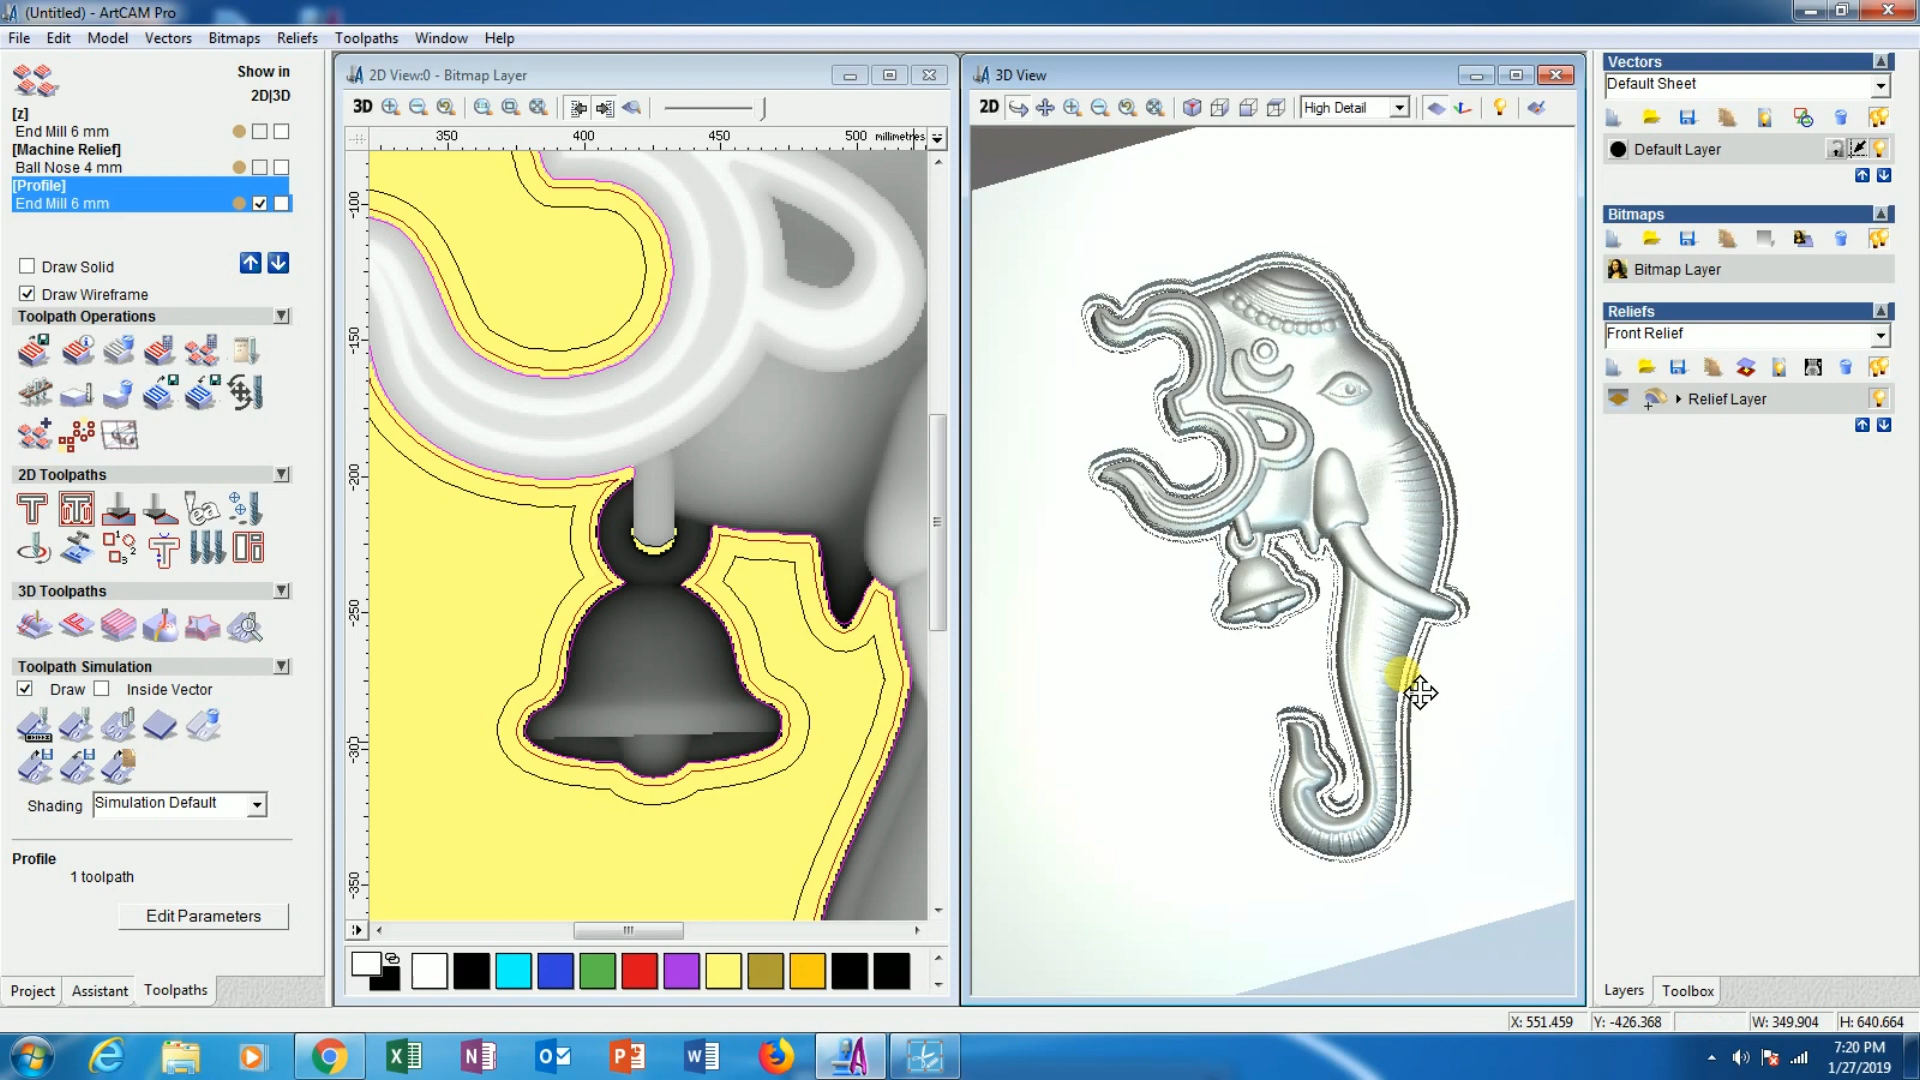 (Untitled) - ArtCAM Pro
File Edit Model Vectors Bitmaps Reliefs Toolpaths Window Help
Show in
2D|3D
[z]
End Mill 6 mm
[Machine Relief]
Ball Nose 4 mm
[Profile]
End Mill 6 mm
Draw Solid
Draw Wireframe
Toolpath Operations
2D Toolpaths
3D Toolpaths
Toolpath Simulation
Draw Inside Vector
Shading Simulation Default
Profile
1 toolpath
Edit Parameters
Project Assistant Toolpaths
2D View:0 - Bitmap Layer
3D
350 400 450 500 millimetres
-100
-150
-200
-250
-300
-350
3D View
2D High Detail
Vectors
Default Sheet
Default Layer
Bitmaps
Bitmap Layer
Reliefs
Front Relief
Relief Layer
Layers Toolbox
X: 551.459 Y: -426.368 W: 349.904 H: 640.664
7:20 PM
1/27/2019